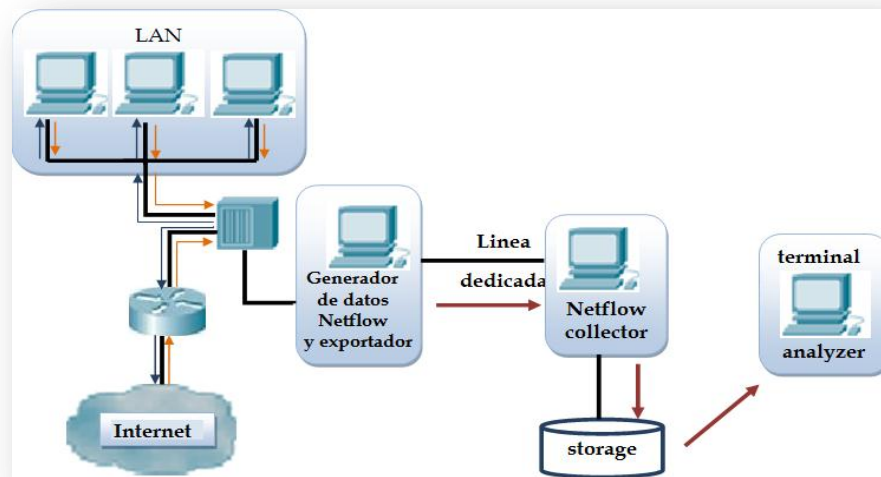 LAN
Generador
de datos
Netflow
y exportador
Linea
dedicada
Netflow
collector
storage
terminal
analyzer
Internet